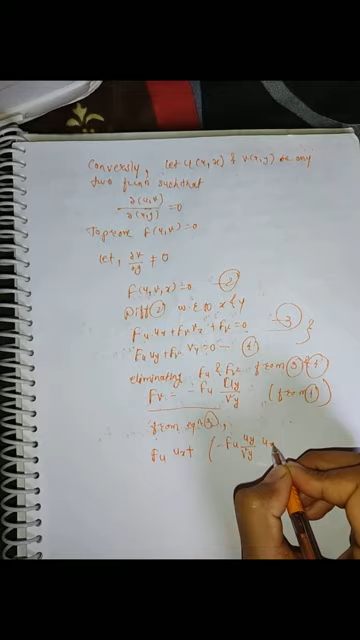 Conversly, Let u(x,y) & v(x,y) be any
two funn such that
∂(u,v)/∂(x,y) = 0
To prove F(u,v)=0
let, ∂v/∂y ≠ 0
F(u,v,x)=0 — (2)
Diff (2) w.r.to x & y
Fu ux + Fv vx + Fx = 0 — (3)
Fu uy + Fv vy = 0 — (4)
eliminating Fu & Fv from (3) & (4)
Fv = - Fu uy/vy (from (4))
from eqn (3),
Fu ux + (-Fu uy/vy